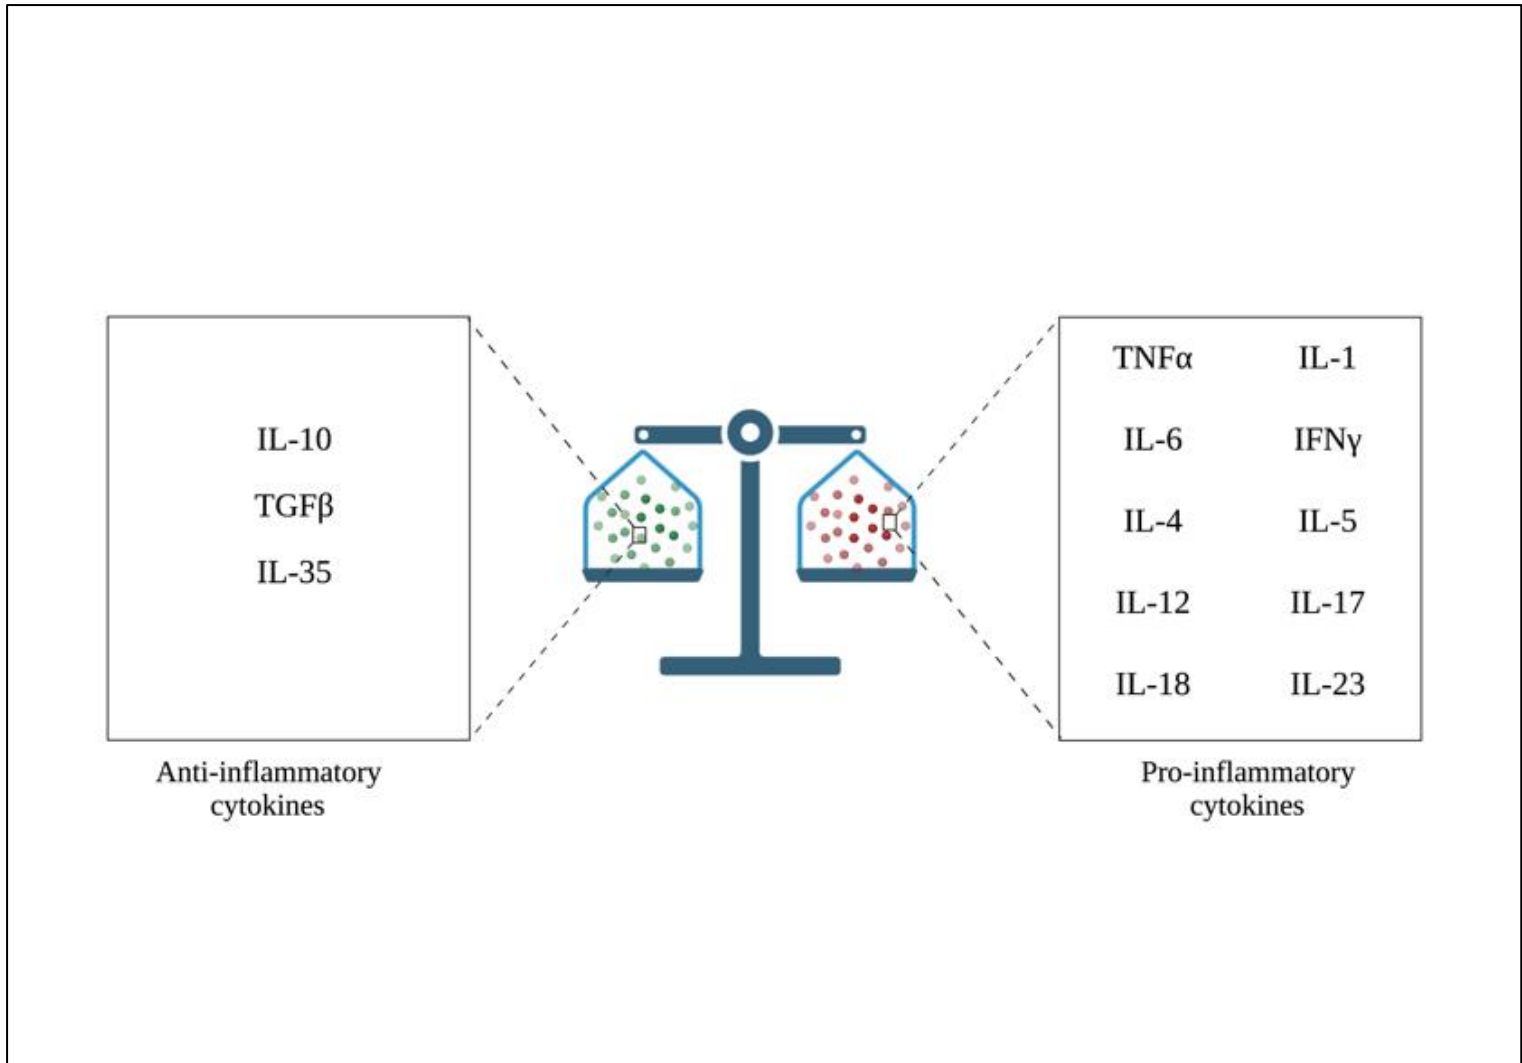 IL-10
TGFβ
IL-35
Anti-inflammatory
cytokines
TNFα IL-1
IL-6 IFNγ
IL-4 IL-5
IL-12 IL-17
IL-18 IL-23
Pro-inflammatory
cytokines